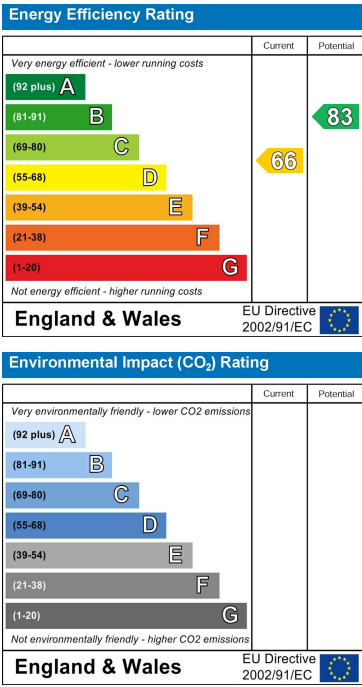 Energy Efficiency Rating
Current Potential
Very energy efficient - lower running costs
(92 plus) A
(81-91) B
83
(69-80) C
66
(55-68) D
(39-54) E
(21-38) F
(1-20) G
Not energy efficient - higher running costs
England & Wales
EU Directive
2002/91/EC
Environmental Impact (CO₂) Rating
Current Potential
Very environmentally friendly - lower CO2 emissions
(92 plus) A
(81-91) B
(69-80) C
(55-68) D
(39-54) E
(21-38) F
(1-20) G
Not environmentally friendly - higher CO2 emissions
England & Wales
EU Directive
2002/91/EC